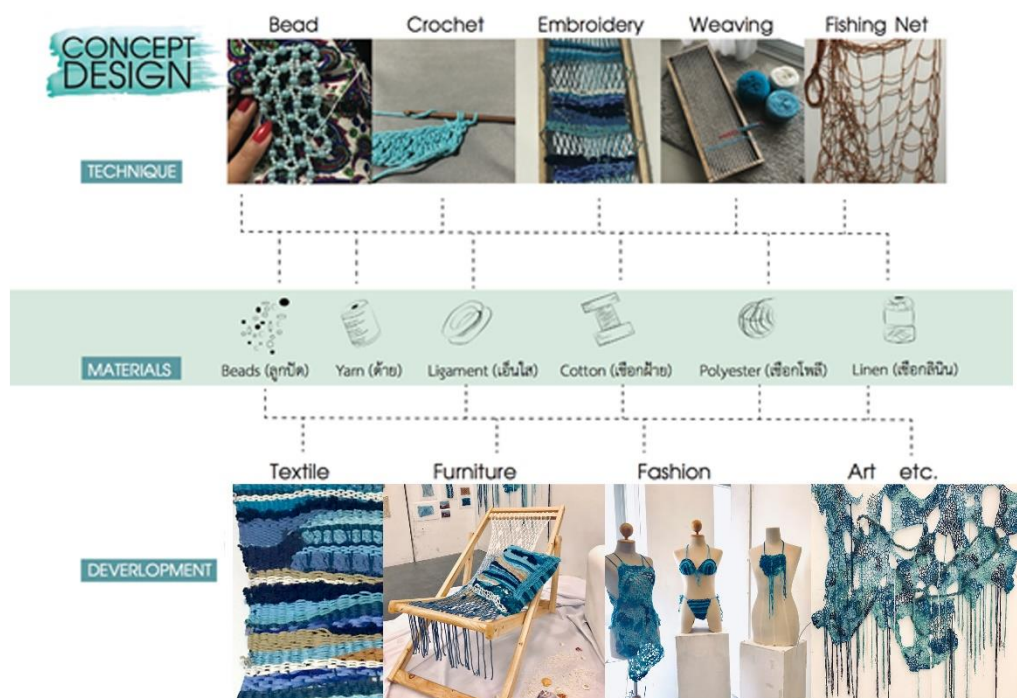 CONCEPT
DESIGN
Bead Crochet Embroidery Weaving Fishing Net
TECHNIQUE
MATERIALS
Beads (ลูกปัด) Yarn (ด้าย) Ligament (เอ็นใส) Cotton (เชือกฝ้าย) Polyester (เชือกโพลี) Linen (เชือกลินิน)
Textile Furniture Fashion Art etc.
DEVERLOPMENT